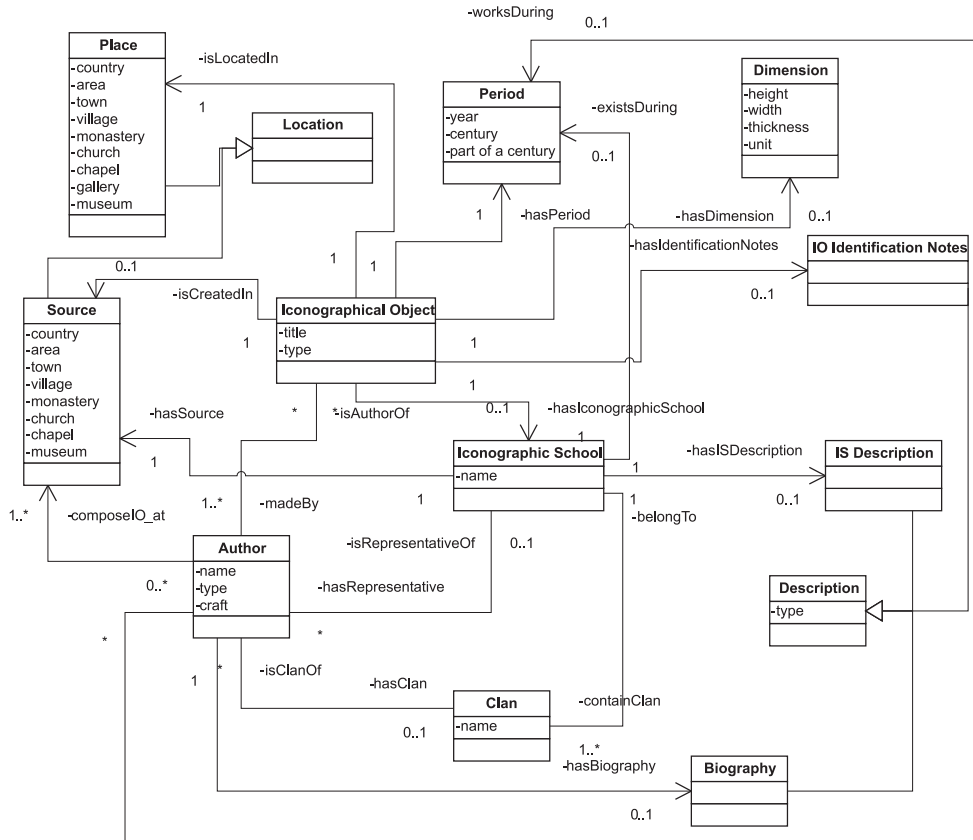 -worksDuring
0..1
Place
-country
-area
-town
-village
-monastery
-church
-chapel
-gallery
-museum
-isLocatedIn
1
Location
Period
-year
-century
-part of a century
-existsDuring
0..1
Dimension
-height
-width
-thickness
-unit
1
-hasPeriod
-hasDimension
0..1
-hasIdentificationNotes
IO Identification Notes
0..1
0..1
1
1
-isCreatedIn
Source
-country
-area
-town
-village
-monastery
-church
-chapel
-museum
Iconographical Object
-title
-type
1
1
1
1
-hasSource
1
*
*
-isAuthorOf
0..1
-hasIconographicSchool
1
Iconographic School
-name
1
-hasISDescription
0..1
IS Description
1
1
-belongTo
1..*
-composeIO_at
1..*
-madeBy
Author
-name
-type
-craft
0..*
-isRepresentativeOf
0..1
-hasRepresentative
*
*
Description
-type
1
*
-isClanOf
-hasClan
0..1
Clan
-name
-containClan
1..*
-hasBiography
0..1
Biography